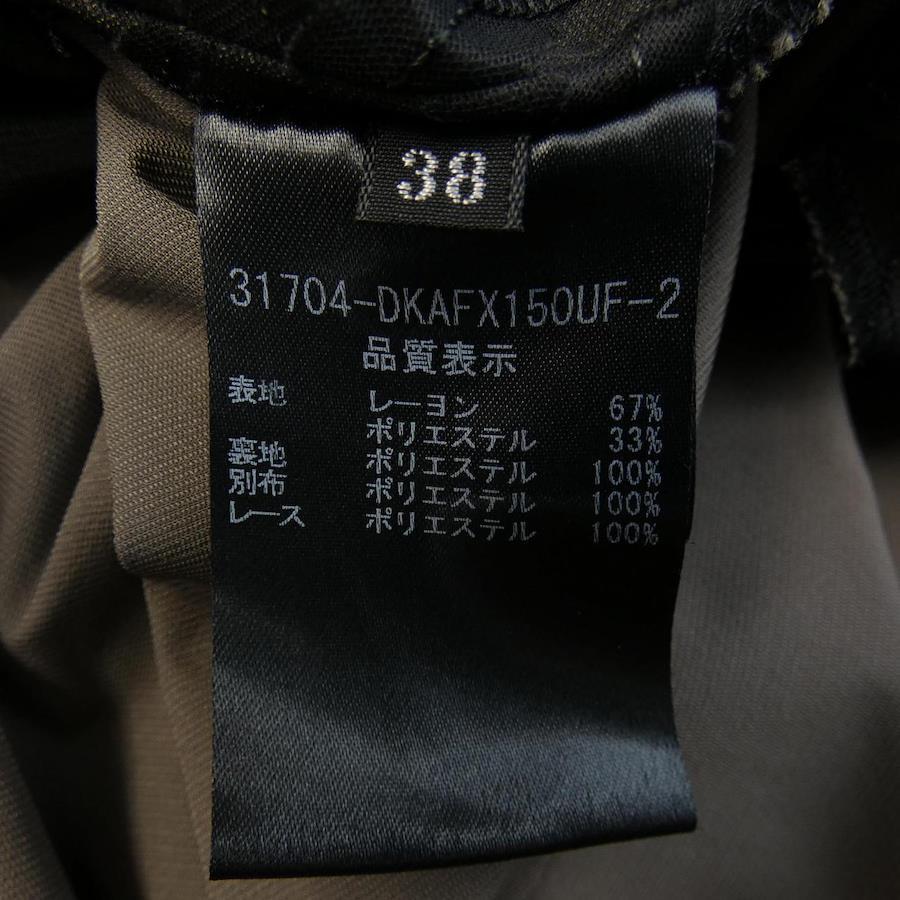 38
31704-DKAFX150UF-2
品質表示
表地 レーヨン 67%
ポリエステル 33%
裏地 ポリエステル 100%
別布 ポリエステル 100%
レース ポリエステル 100%